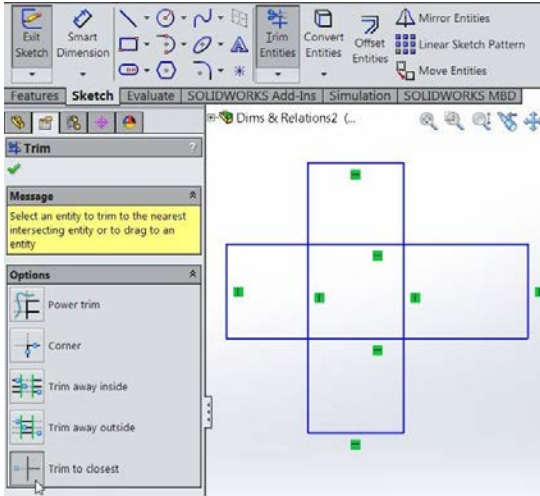 Exit Sketch
Smart Dimension
Trim Entities
Convert Entities
Offset Entities
Mirror Entities
Linear Sketch Pattern
Move Entities
Features Sketch Evaluate SOLIDWORKS Add-Ins Simulation SOLIDWORKS MBD
Dims & Relations2 (...
Trim ?
Message
Select an entity to trim to the nearest
intersecting entity or to drag to an
entity
Options
Power trim
Corner
Trim away inside
Trim away outside
Trim to closest